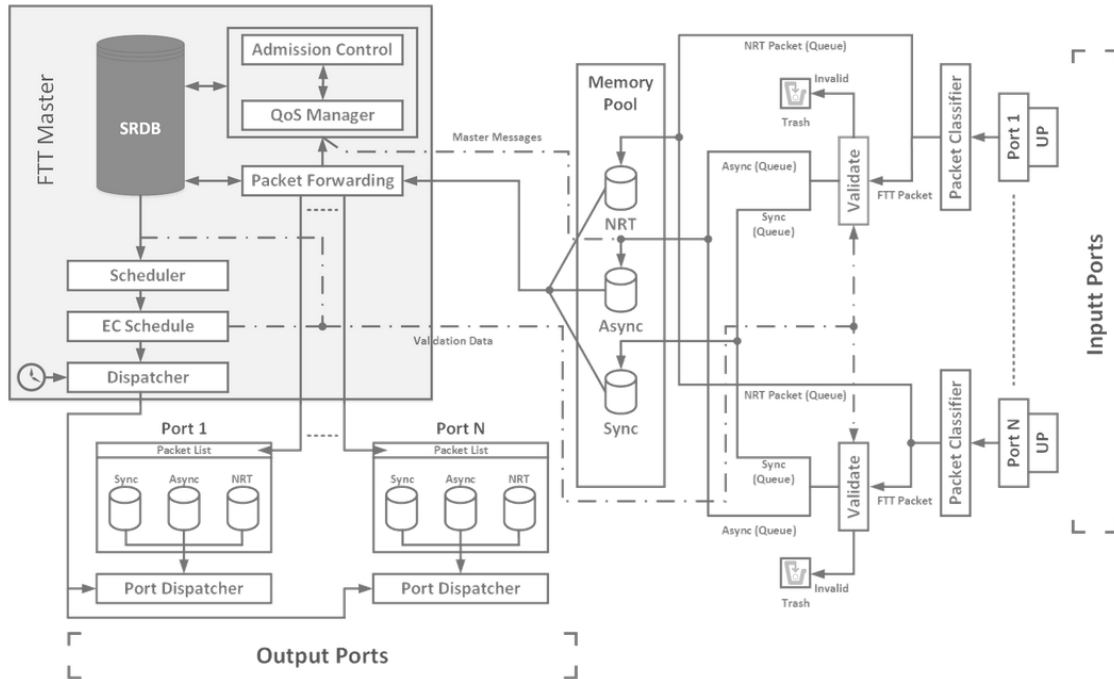 FTT Master
SRDB
Admission Control
QoS Manager
Packet Forwarding
Scheduler
EC Schedule
Dispatcher
Master Messages
Validation Data
Memory
Pool
NRT
Async
Sync
NRT Packet (Queue)
Invalid
Trash
Async (Queue)
Sync
(Queue)
Validate
FTT Packet
Packet Classifier
Port 1
UP
Inputt Ports
NRT Packet (Queue)
Sync
(Queue)
Async (Queue)
Validate
FTT Packet
Packet Classifier
Port N
UP
Invalid
Trash
Port 1
Packet List
Sync
Async
NRT
Port Dispatcher
Port N
Packet List
Sync
Async
NRT
Port Dispatcher
Output Ports